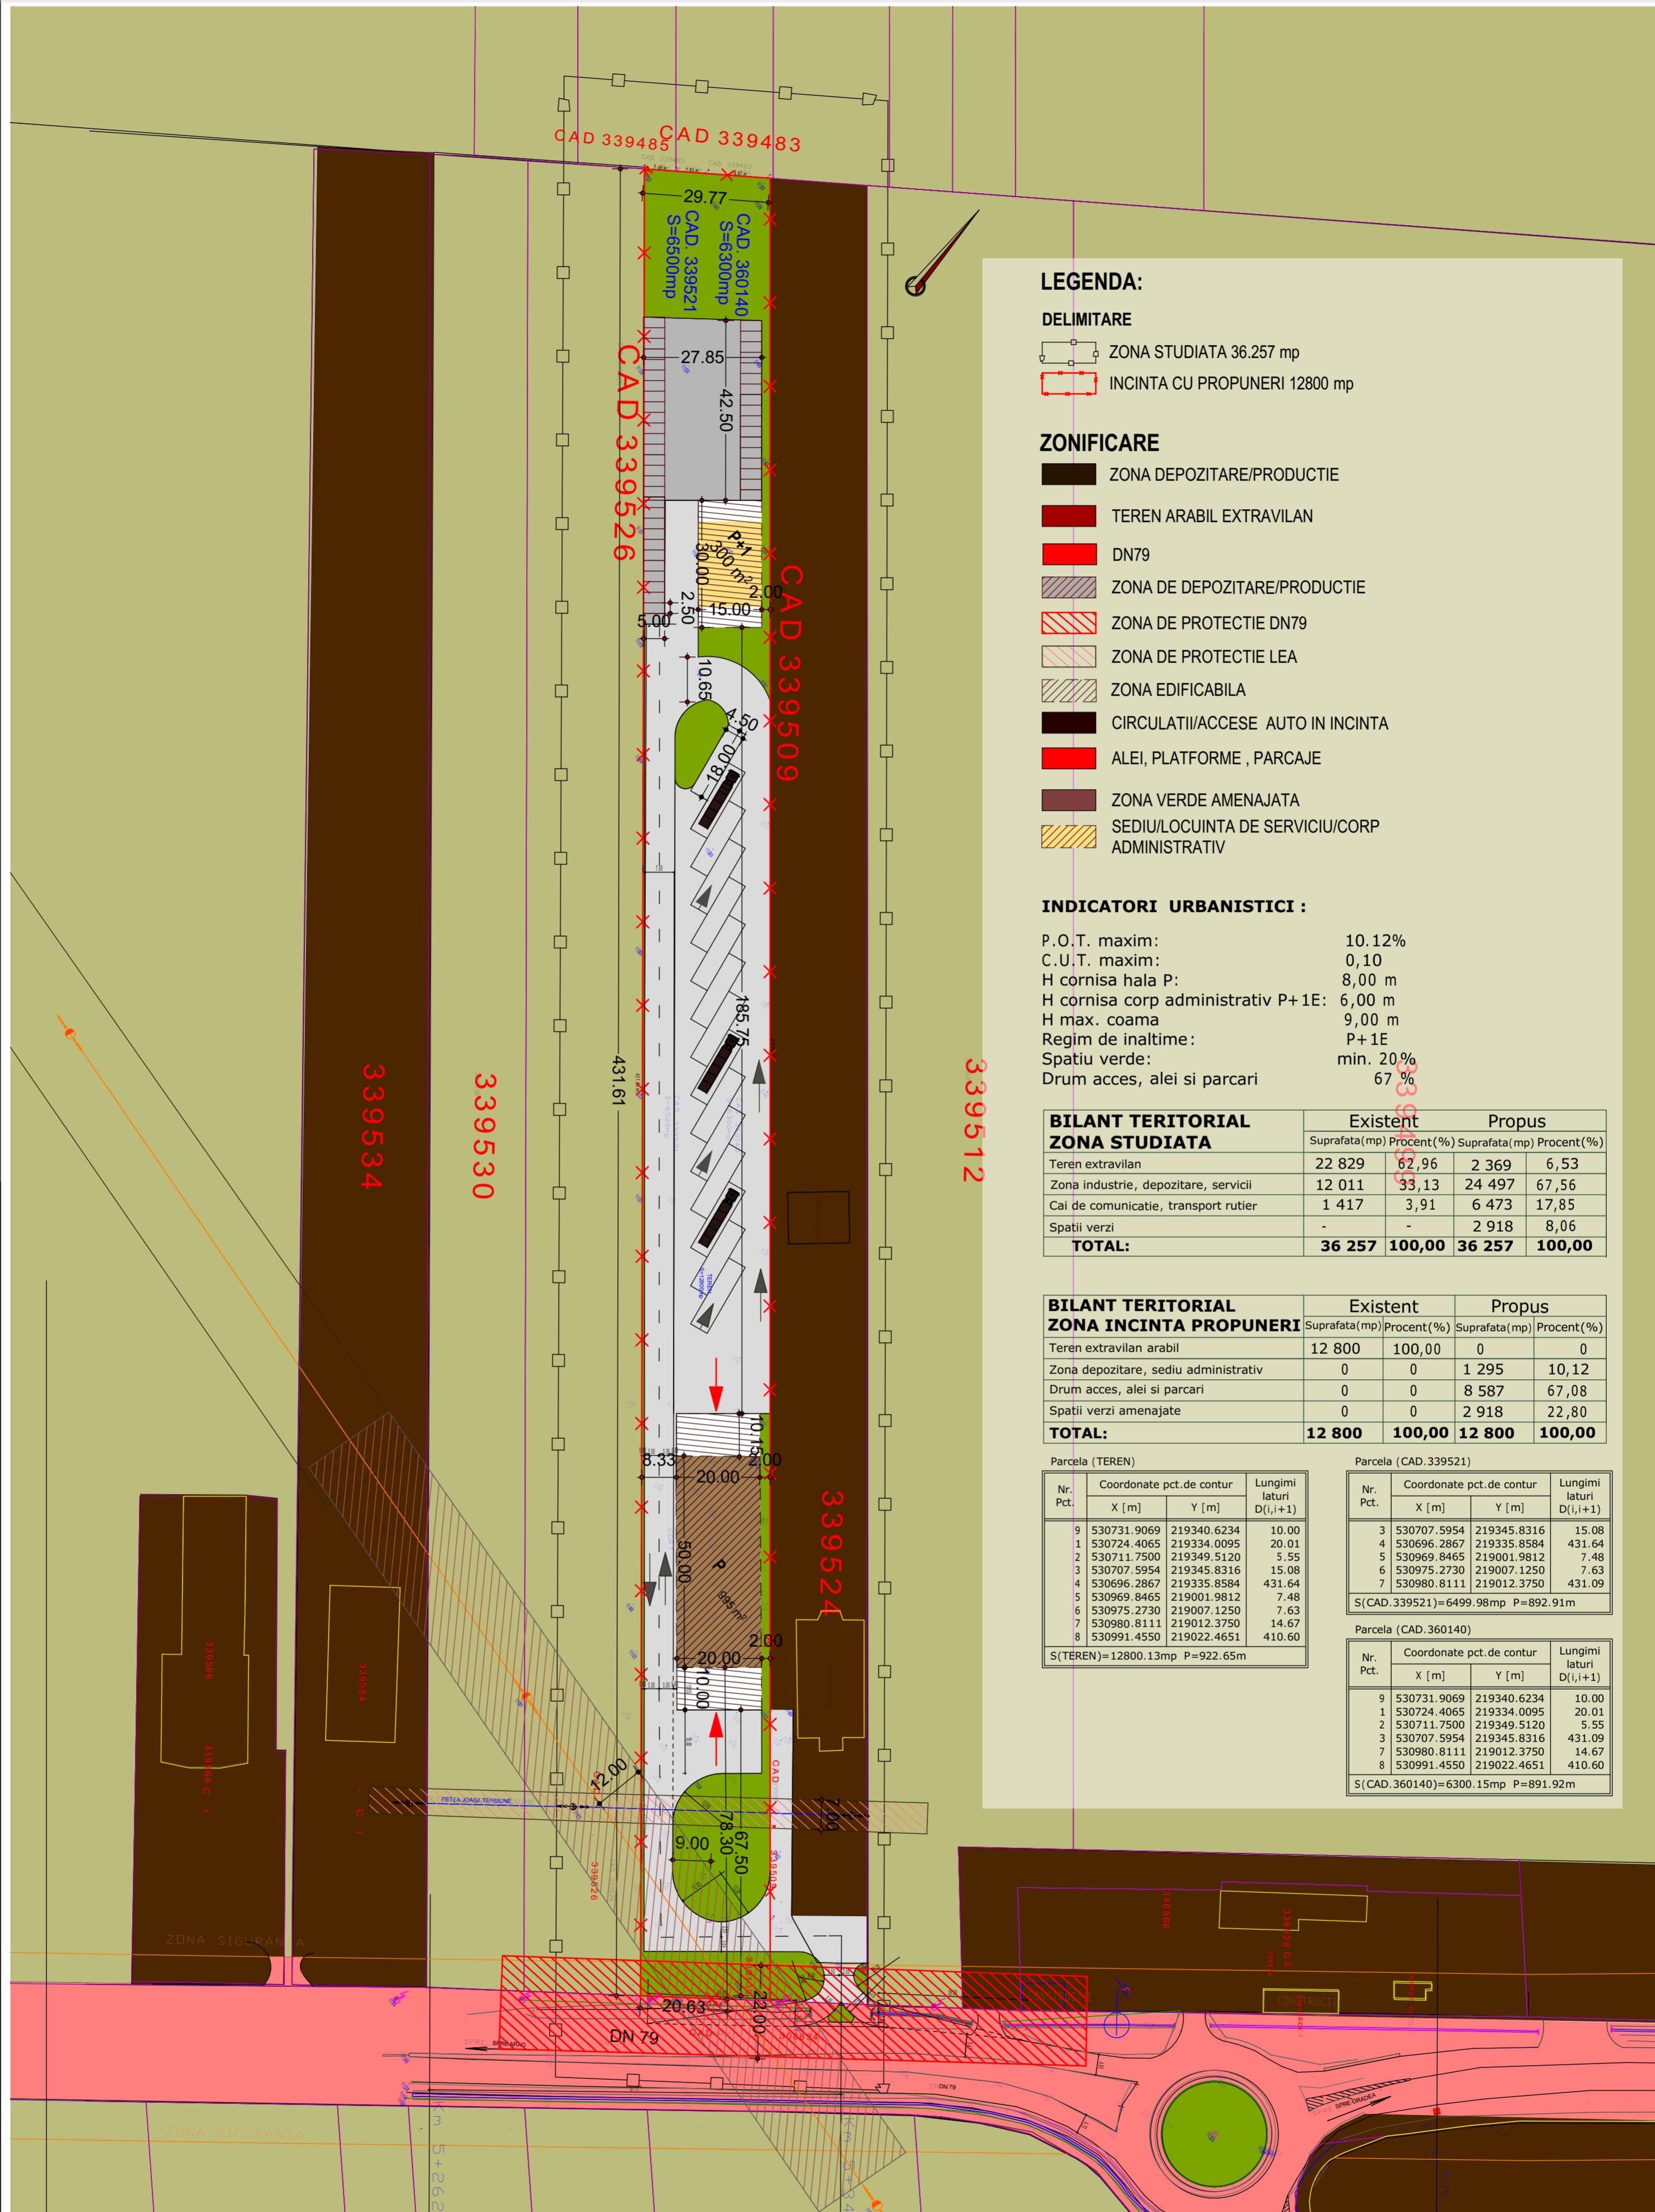 CAD 339485
CAD 339483
29.77
CAD. 339521
S=6500mp
CAD. 360140
S=6300mp
CAD 339526
27.85
42.50
P+1
300 m²
30.00
2.00
15.00
2.50
5.00
CAD 339509
10.65
4.50
18.00
185.75
431.61
339534
339530
339512
339499
TEREN
S=12800mp
10.15
8.33
20.00
2.00
50.00
P
995 m²
339524
2.00
20.00
10.00
12.00
7.00
RETEA JOASA TENSIUNE
9.00
78.30
67.50
339566
339564
339826
CAD
339509
346566
ZONA SIGURANTA
20.63
22.00
DN 79
SPRE ARAD
DN 79
SPRE ORADEA
CONSTRUCTI
ZONA SIGURANTA
Km 5+262
LEGENDA:
DELIMITARE
ZONA STUDIATA 36.257 mp
INCINTA CU PROPUNERI 12800 mp
ZONIFICARE
ZONA DEPOZITARE/PRODUCTIE
TEREN ARABIL EXTRAVILAN
DN79
ZONA DE DEPOZITARE/PRODUCTIE
ZONA DE PROTECTIE DN79
ZONA DE PROTECTIE LEA
ZONA EDIFICABILA
CIRCULATII/ACCESE AUTO IN INCINTA
ALEI, PLATFORME , PARCAJE
ZONA VERDE AMENAJATA
SEDIU/LOCUINTA DE SERVICIU/CORP
ADMINISTRATIV
INDICATORI URBANISTICI :
P.O.T. maxim: 10.12%
C.U.T. maxim: 0,10
H cornisa hala P: 8,00 m
H cornisa corp administrativ P+1E: 6,00 m
H max. coama 9,00 m
Regim de inaltime: P+1E
Spatiu verde: min. 20%
Drum acces, alei si parcari 67 %
BILANT TERITORIAL Existent Propus
ZONA STUDIATA Suprafata(mp) Procent(%) Suprafata(mp) Procent(%)
Teren extravilan 22 829 62,96 2 369 6,53
Zona industrie, depozitare, servicii 12 011 33,13 24 497 67,56
Cai de comunicatie, transport rutier 1 417 3,91 6 473 17,85
Spatii verzi - - 2 918 8,06
TOTAL: 36 257 100,00 36 257 100,00
BILANT TERITORIAL Existent Propus
ZONA INCINTA PROPUNERI Suprafata(mp) Procent(%) Suprafata(mp) Procent(%)
Teren extravilan arabil 12 800 100,00 0 0
Zona depozitare, sediu administrativ 0 0 1 295 10,12
Drum acces, alei si parcari 0 0 8 587 67,08
Spatii verzi amenajate 0 0 2 918 22,80
TOTAL: 12 800 100,00 12 800 100,00
Parcela (TEREN)
Nr. Pct. Coordonate pct.de contur Lungimi laturi
X [m] Y [m] D(i,i+1)
9 530731.9069 219340.6234 10.00
1 530724.4065 219334.0095 20.01
2 530711.7500 219349.5120 5.55
3 530707.5954 219345.8316 15.08
4 530696.2867 219335.8584 431.64
5 530969.8465 219001.9812 7.48
6 530975.2730 219007.1250 7.63
7 530980.8111 219012.3750 14.67
8 530991.4550 219022.4651 410.60
S(TEREN)=12800.13mp P=922.65m
Parcela (CAD.339521)
Nr. Pct. Coordonate pct.de contur Lungimi laturi
X [m] Y [m] D(i,i+1)
3 530707.5954 219345.8316 15.08
4 530696.2867 219335.8584 431.64
5 530969.8465 219001.9812 7.48
6 530975.2730 219007.1250 7.63
7 530980.8111 219012.3750 431.09
S(CAD.339521)=6499.98mp P=892.91m
Parcela (CAD.360140)
Nr. Pct. Coordonate pct.de contur Lungimi laturi
X [m] Y [m] D(i,i+1)
9 530731.9069 219340.6234 10.00
1 530724.4065 219334.0095 20.01
2 530711.7500 219349.5120 5.55
3 530707.5954 219345.8316 431.09
7 530980.8111 219012.3750 14.67
8 530991.4550 219022.4651 410.60
S(CAD.360140)=6300.15mp P=891.92m